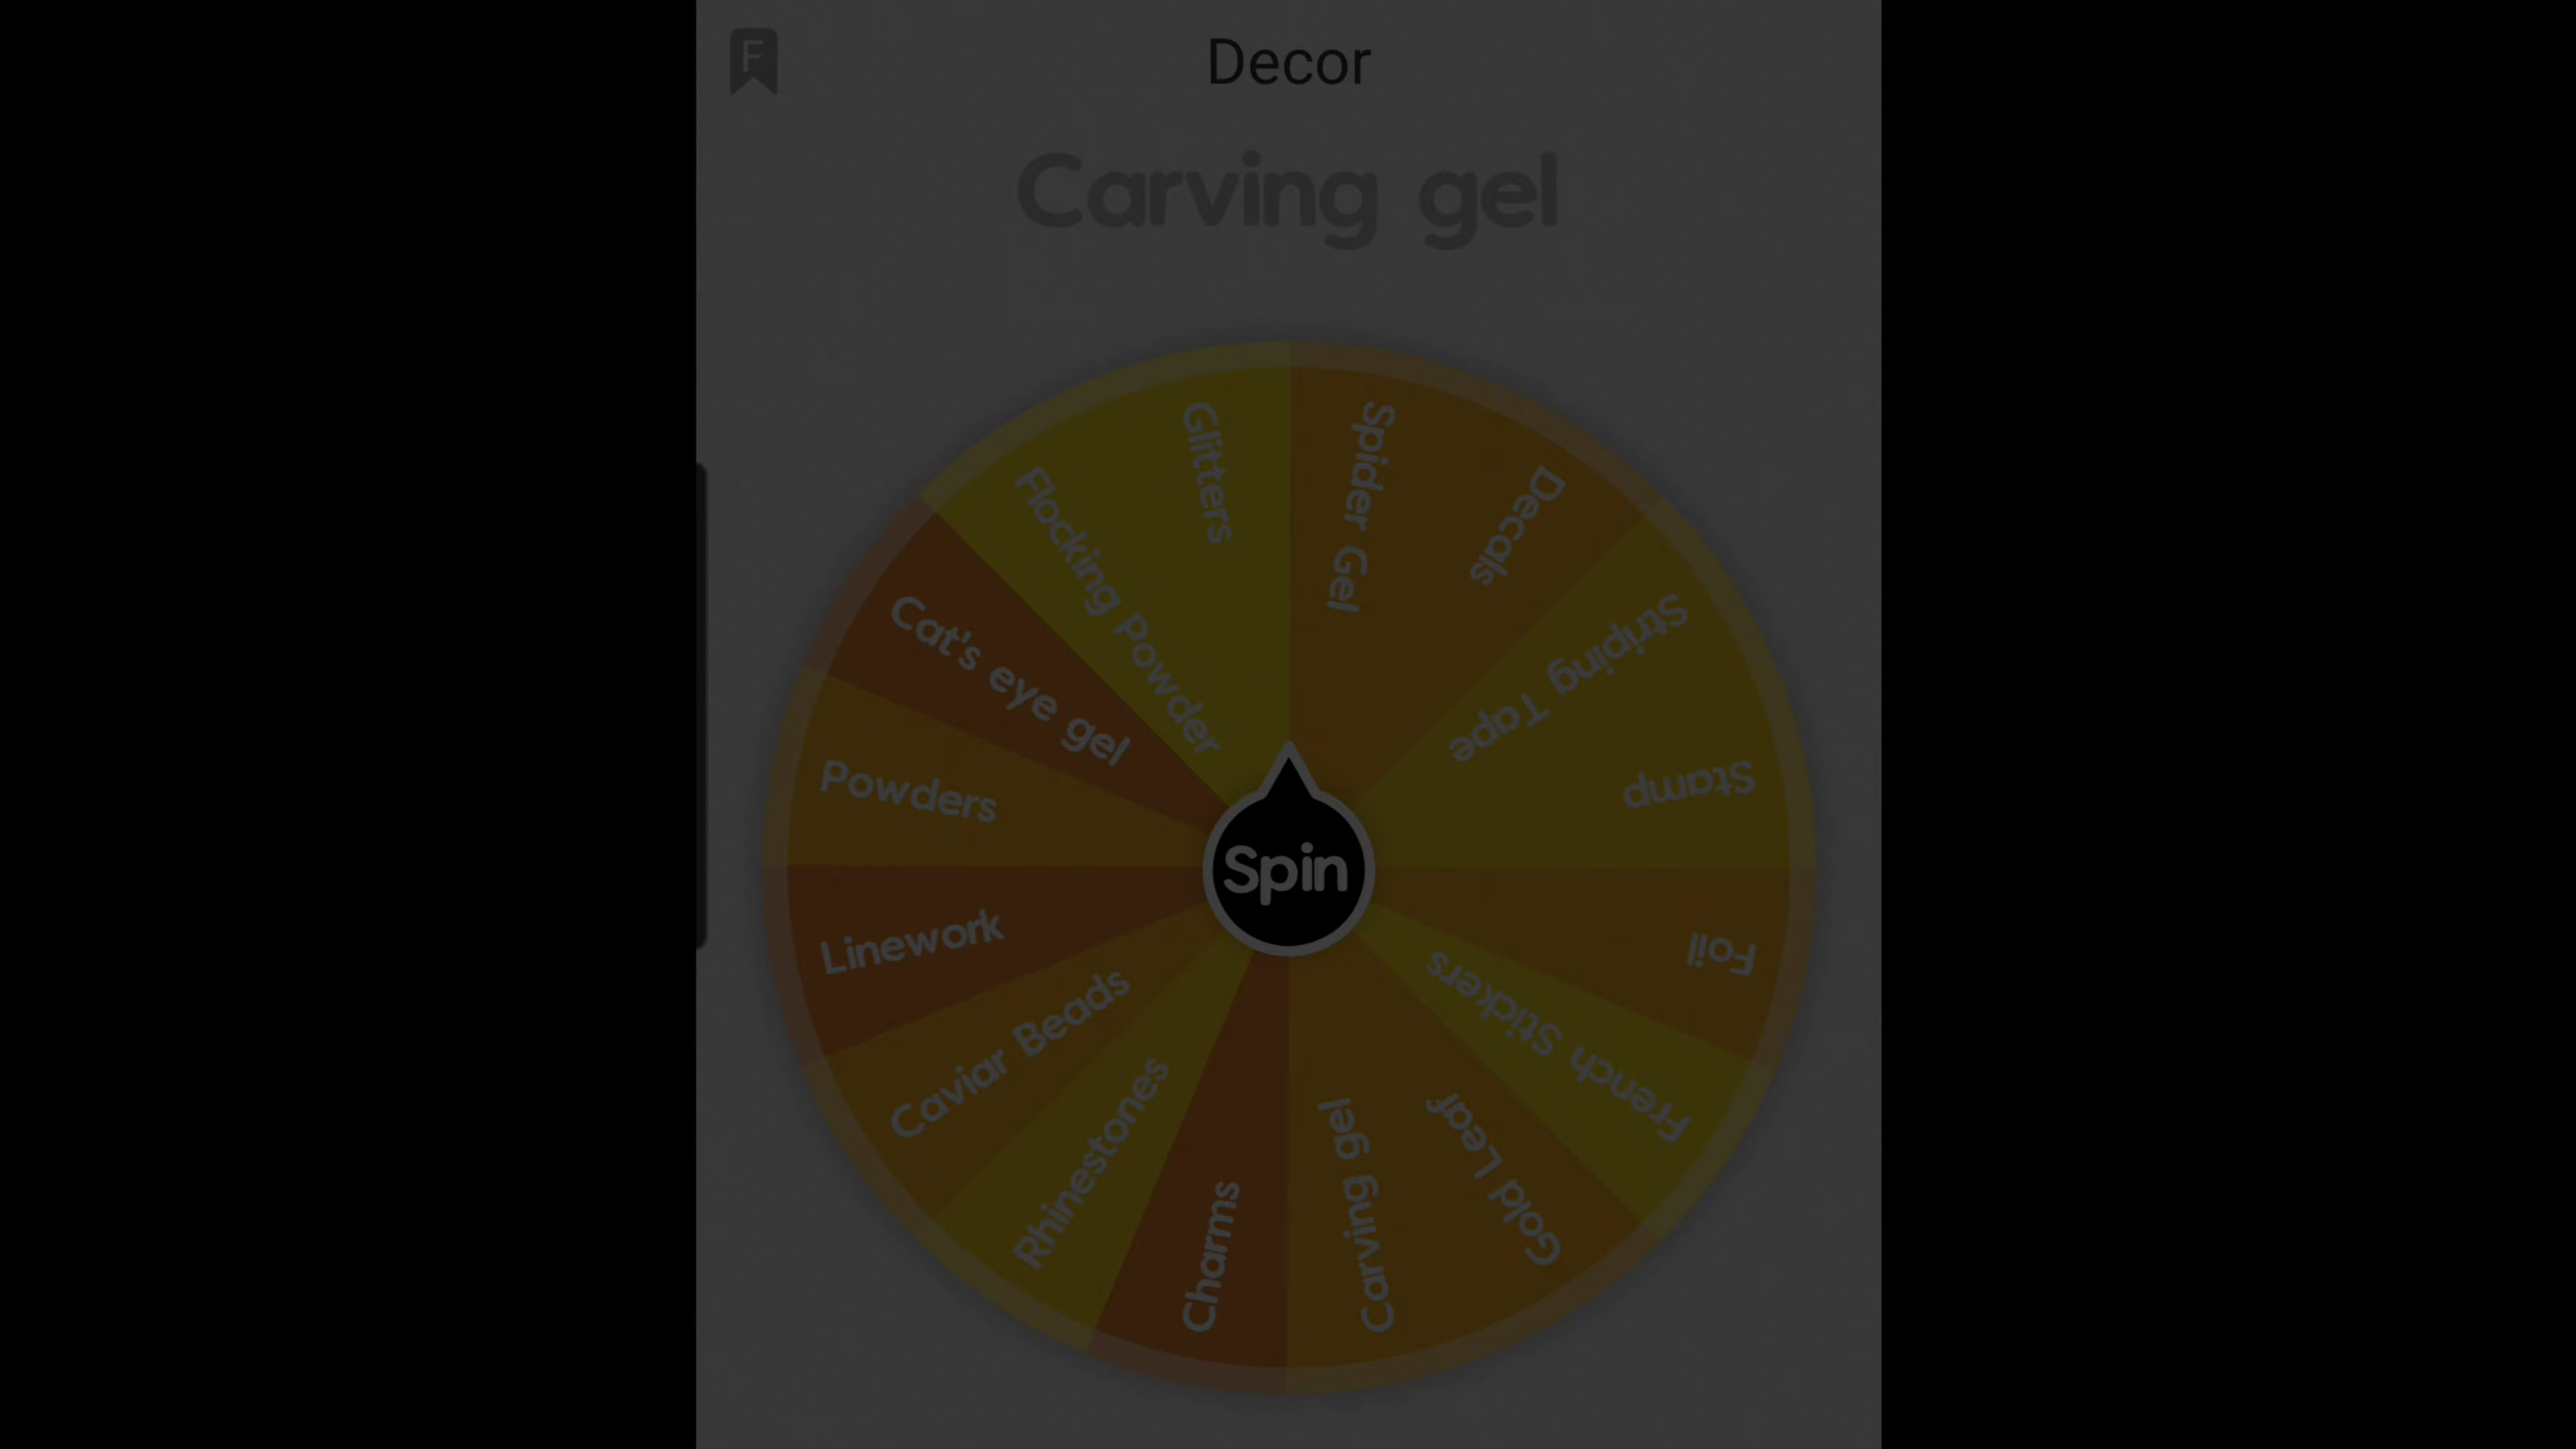 F
Decor
Carving gel
Spider Gel
Decals
Striping Tape
Stamp
Foil
French Stickers
Gold Leaf
Carving gel
Charms
Rhinestones
Caviar Beads
Linework
Powders
Cat's eye gel
Flocking Powder
Glitters
Spin